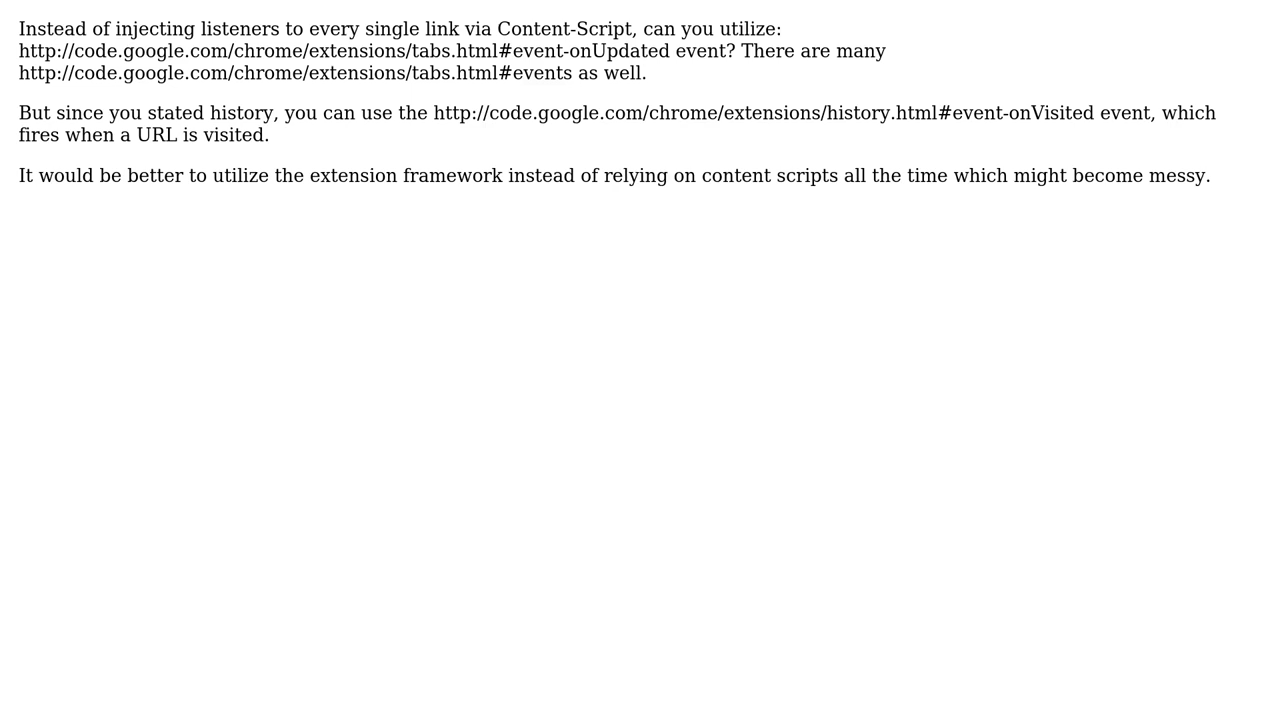 Instead of injecting listeners to every single link via Content-Script, can you utilize:
http://code.google.com/chrome/extensions/tabs.html#event-onUpdated event? There are many
http://code.google.com/chrome/extensions/tabs.html#events as well.
But since you stated history, you can use the http://code.google.com/chrome/extensions/history.html#event-onVisited event, which
fires when a URL is visited.
It would be better to utilize the extension framework instead of relying on content scripts all the time which might become messy.